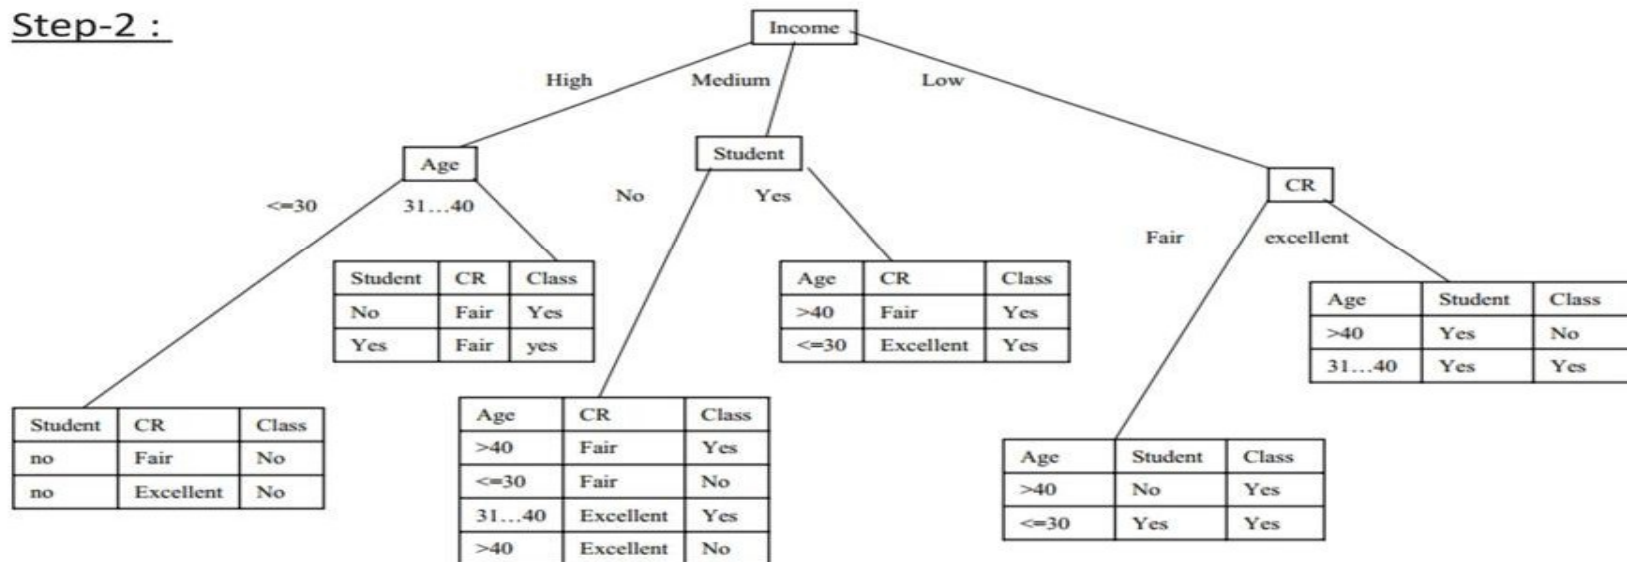 Step-2 :
Income
High Medium Low
Age
Student
CR
<=30 31...40
No Yes
Fair excellent
Student CR Class
No Fair Yes
Yes Fair yes
Age CR Class
>40 Fair Yes
<=30 Excellent Yes
Age Student Class
>40 Yes No
31...40 Yes Yes
Student CR Class
no Fair No
no Excellent No
Age CR Class
>40 Fair Yes
<=30 Fair No
31...40 Excellent Yes
>40 Excellent No
Age Student Class
>40 No Yes
<=30 Yes Yes